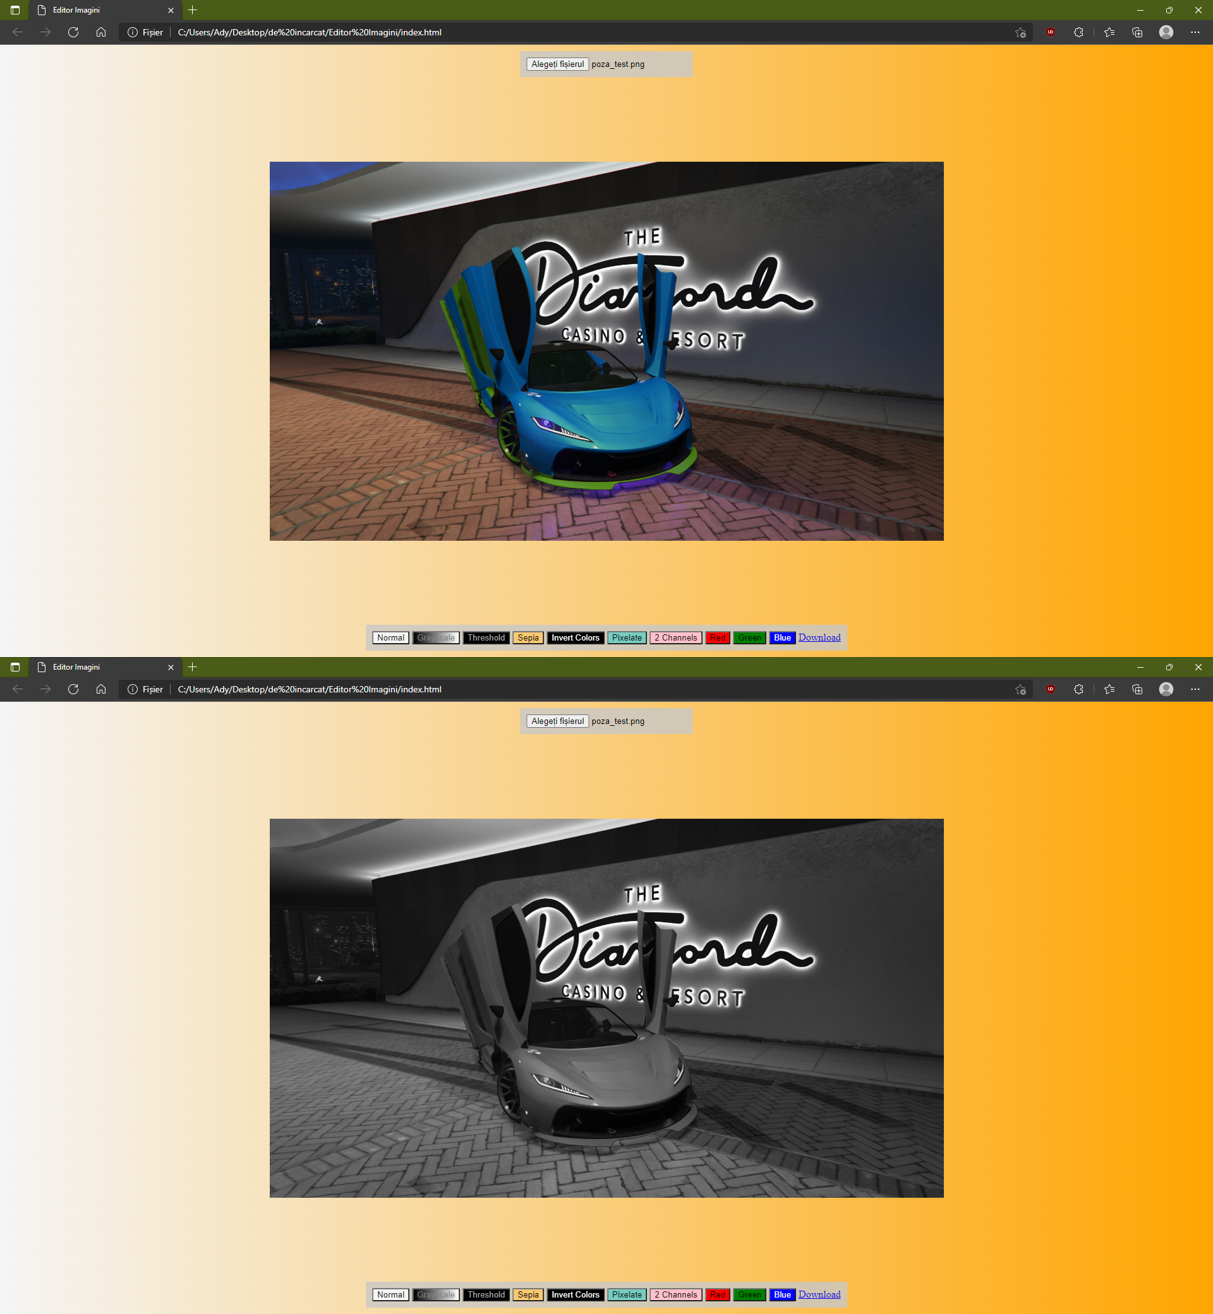 Editor Imagini
Fișier C:/Users/Ady/Desktop/de%20incarcat/Editor%20Imagini/index.html
Alegeți fișierul poza_test.png
THE
Diamond
CASINO & RESORT
Normal Grayscale Threshold Sepia Invert Colors Pixelate 2 Channels Red Green Blue Download
Editor Imagini
Fișier C:/Users/Ady/Desktop/de%20incarcat/Editor%20Imagini/index.html
Alegeți fișierul poza_test.png
THE
Diamond
CASINO & RESORT
Normal Grayscale Threshold Sepia Invert Colors Pixelate 2 Channels Red Green Blue Download